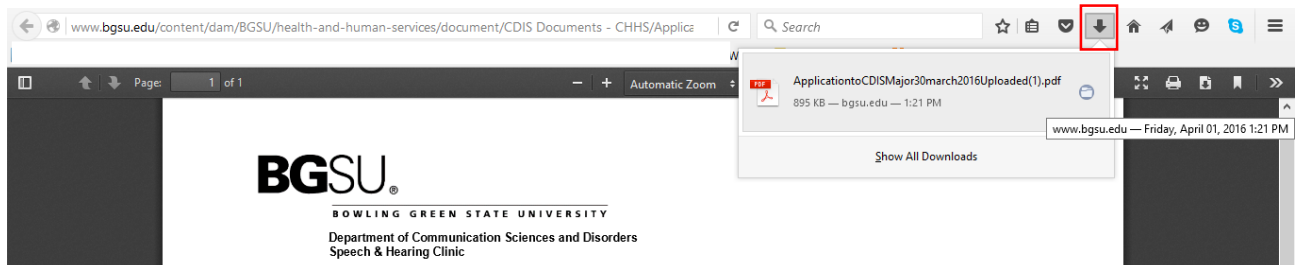 www.bgsu.edu/content/dam/BGSU/health-and-human-services/document/CDIS Documents - CHHS/Applica
Search
Page: 1 of 1
Automatic Zoom
PDF
ApplicationtoCDISMajor30march2016Uploaded(1).pdf
895 KB — bgsu.edu — 1:21 PM
www.bgsu.edu — Friday, April 01, 2016 1:21 PM
Show All Downloads
BGSU®
BOWLING GREEN STATE UNIVERSITY
Department of Communication Sciences and Disorders
Speech & Hearing Clinic